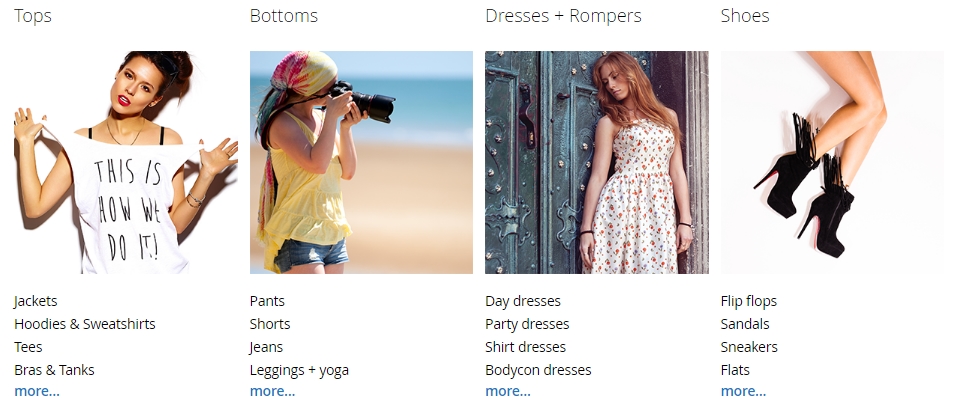 Tops
THIS IS
HOW WE
DO IT!
Jackets
Hoodies & Sweatshirts
Tees
Bras & Tanks
more...
Bottoms
Pants
Shorts
Jeans
Leggings + yoga
more...
Dresses + Rompers
Day dresses
Party dresses
Shirt dresses
Bodycon dresses
more...
Shoes
Flip flops
Sandals
Sneakers
Flats
more...